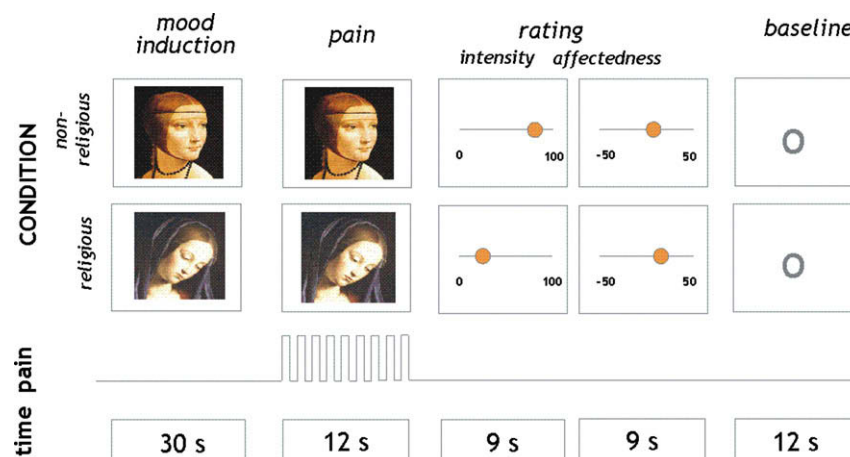 mood induction pain rating baseline
intensity affectedness
CONDITION
non-religious
0 100 -50 50 O
religious
0 100 -50 50 O
pain
time
30 s 12 s 9 s 9 s 12 s